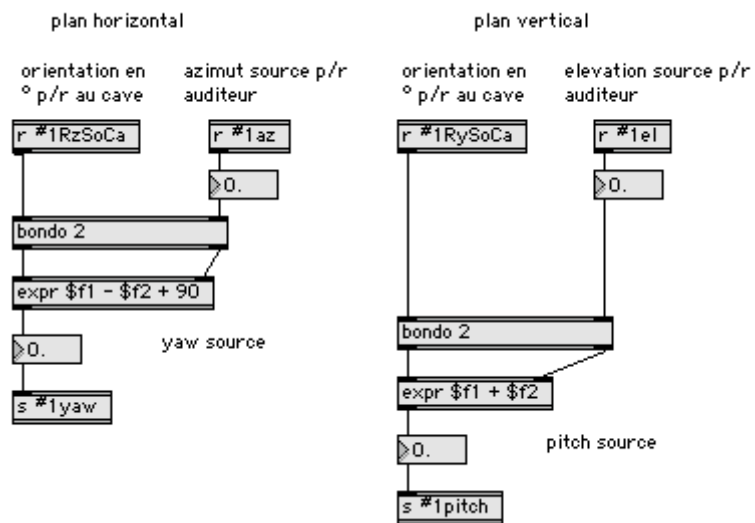 plan horizontal
plan vertical
orientation en
° p/r au cave
azimut source p/r
auditeur
orientation en
° p/r au cave
elevation source p/r
auditeur
r #1RzSoCa
r #1az
r #1RySoCa
r #1el
0.
0.
bondo 2
expr $f1 - $f2 + 90
bondo 2
0.
yaw source
expr $f1 + $f2
s #1yaw
0.
pitch source
s #1pitch